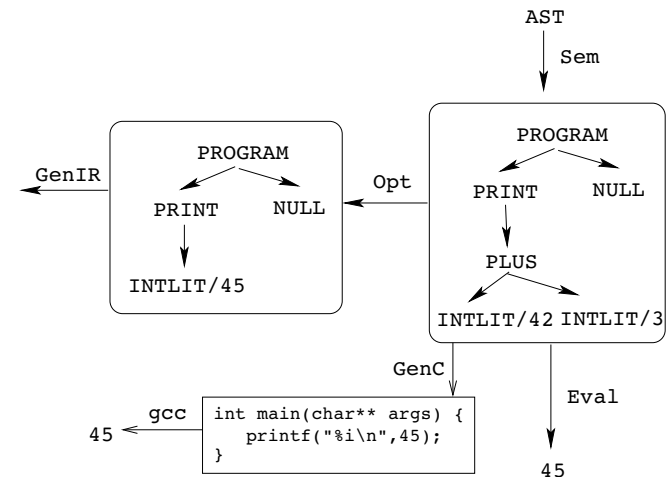 AST
Sem
PROGRAM
PRINT NULL
PLUS
INTLIT/42 INTLIT/3
Opt
PROGRAM
PRINT NULL
INTLIT/45
GenIR
GenC
Eval
int main(char** args) {
printf("%i\n",45);
}
gcc
45
45